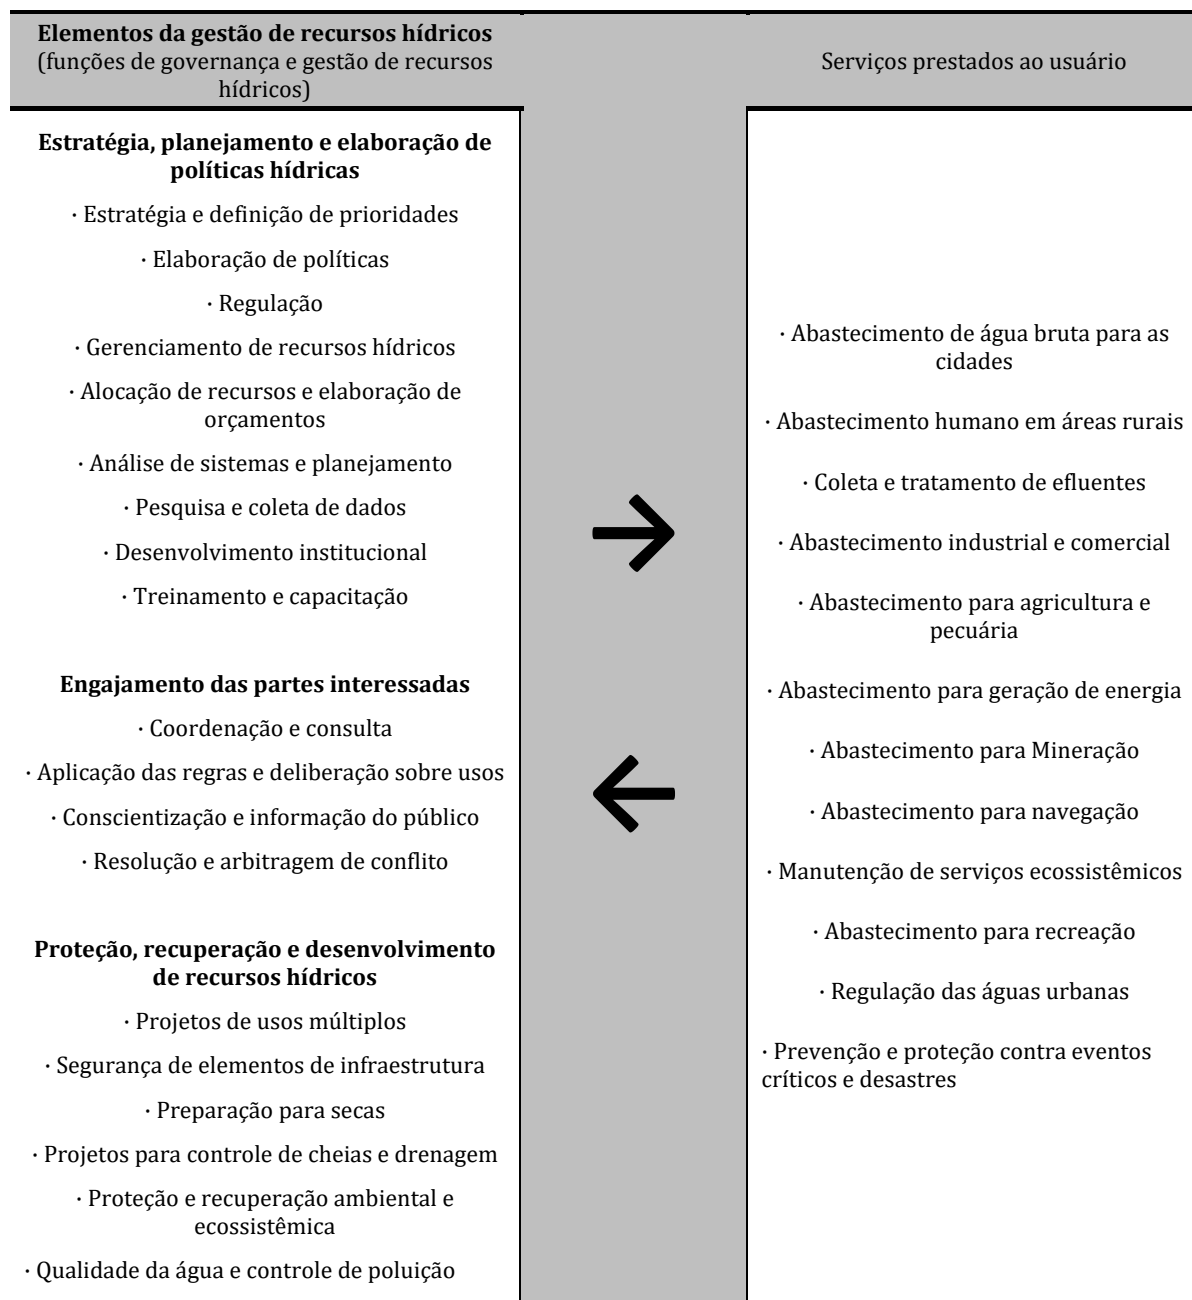 Elementos da gestão de recursos hídricos
(funções de governança e gestão de recursos
hídricos)
Serviços prestados ao usuário
Estratégia, planejamento e elaboração de
políticas hídricas
· Estratégia e definição de prioridades
· Elaboração de políticas
· Regulação
· Gerenciamento de recursos hídricos
· Alocação de recursos e elaboração de
orçamentos
· Análise de sistemas e planejamento
· Pesquisa e coleta de dados
· Desenvolvimento institucional
· Treinamento e capacitação
Engajamento das partes interessadas
· Coordenação e consulta
· Aplicação das regras e deliberação sobre usos
· Conscientização e informação do público
· Resolução e arbitragem de conflito
Proteção, recuperação e desenvolvimento
de recursos hídricos
· Projetos de usos múltiplos
· Segurança de elementos de infraestrutura
· Preparação para secas
· Projetos para controle de cheias e drenagem
· Proteção e recuperação ambiental e
ecossistêmica
· Qualidade da água e controle de poluição
· Abastecimento de água bruta para as
cidades
· Abastecimento humano em áreas rurais
· Coleta e tratamento de efluentes
· Abastecimento industrial e comercial
· Abastecimento para agricultura e
pecuária
· Abastecimento para geração de energia
· Abastecimento para Mineração
· Abastecimento para navegação
· Manutenção de serviços ecossistêmicos
· Abastecimento para recreação
· Regulação das águas urbanas
· Prevenção e proteção contra eventos
críticos e desastres